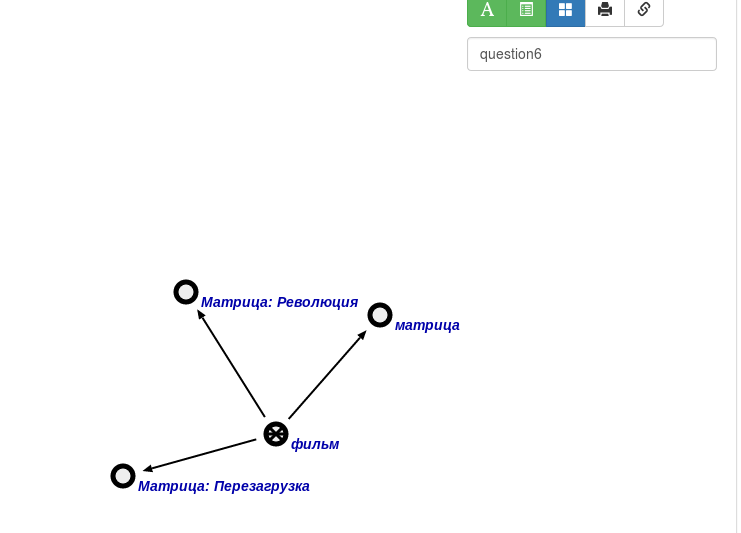 A
question6
Матрица: Революция
матрица
фильм
Матрица: Перезагрузка